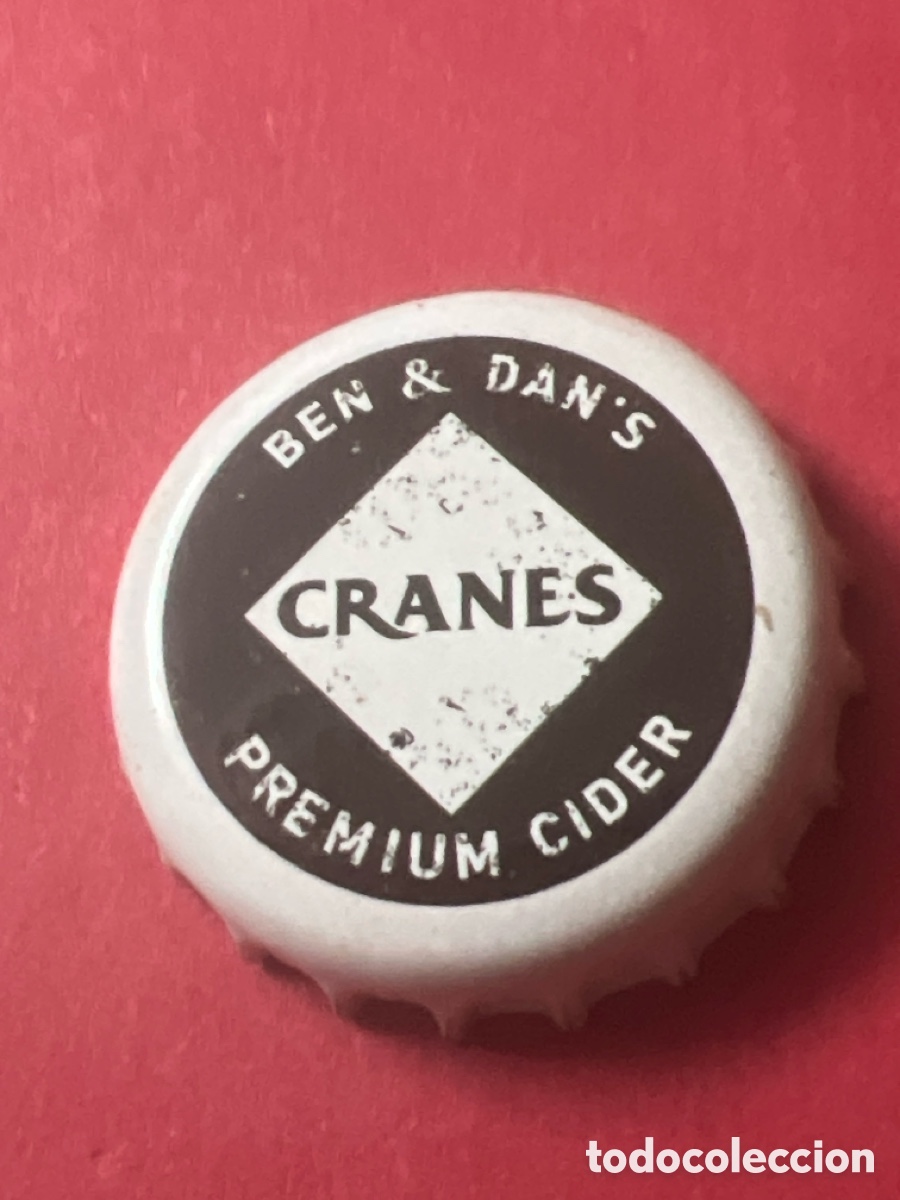 BEN & DAN'S
CRANES
PREMIUM CIDER
todocoleccion